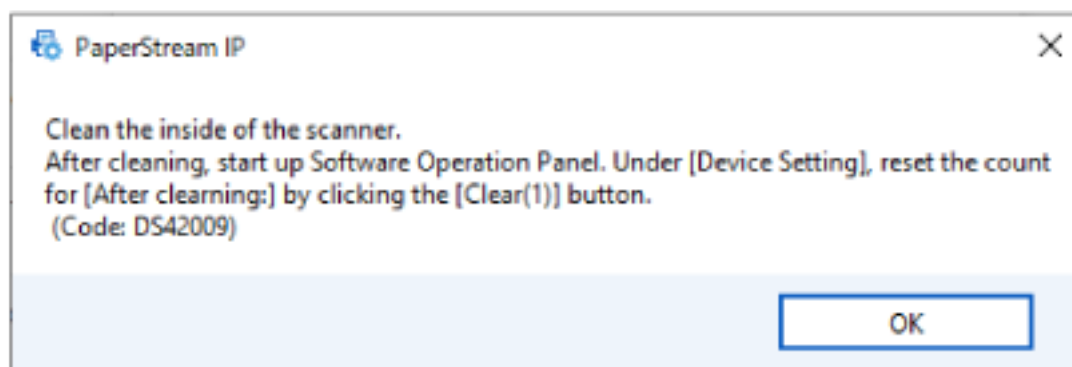 PaperStream IP
Clean the inside of the scanner.
After cleaning, start up Software Operation Panel. Under [Device Setting], reset the count
for [After clearning:] by clicking the [Clear(1)] button.
(Code: DS42009)
OK